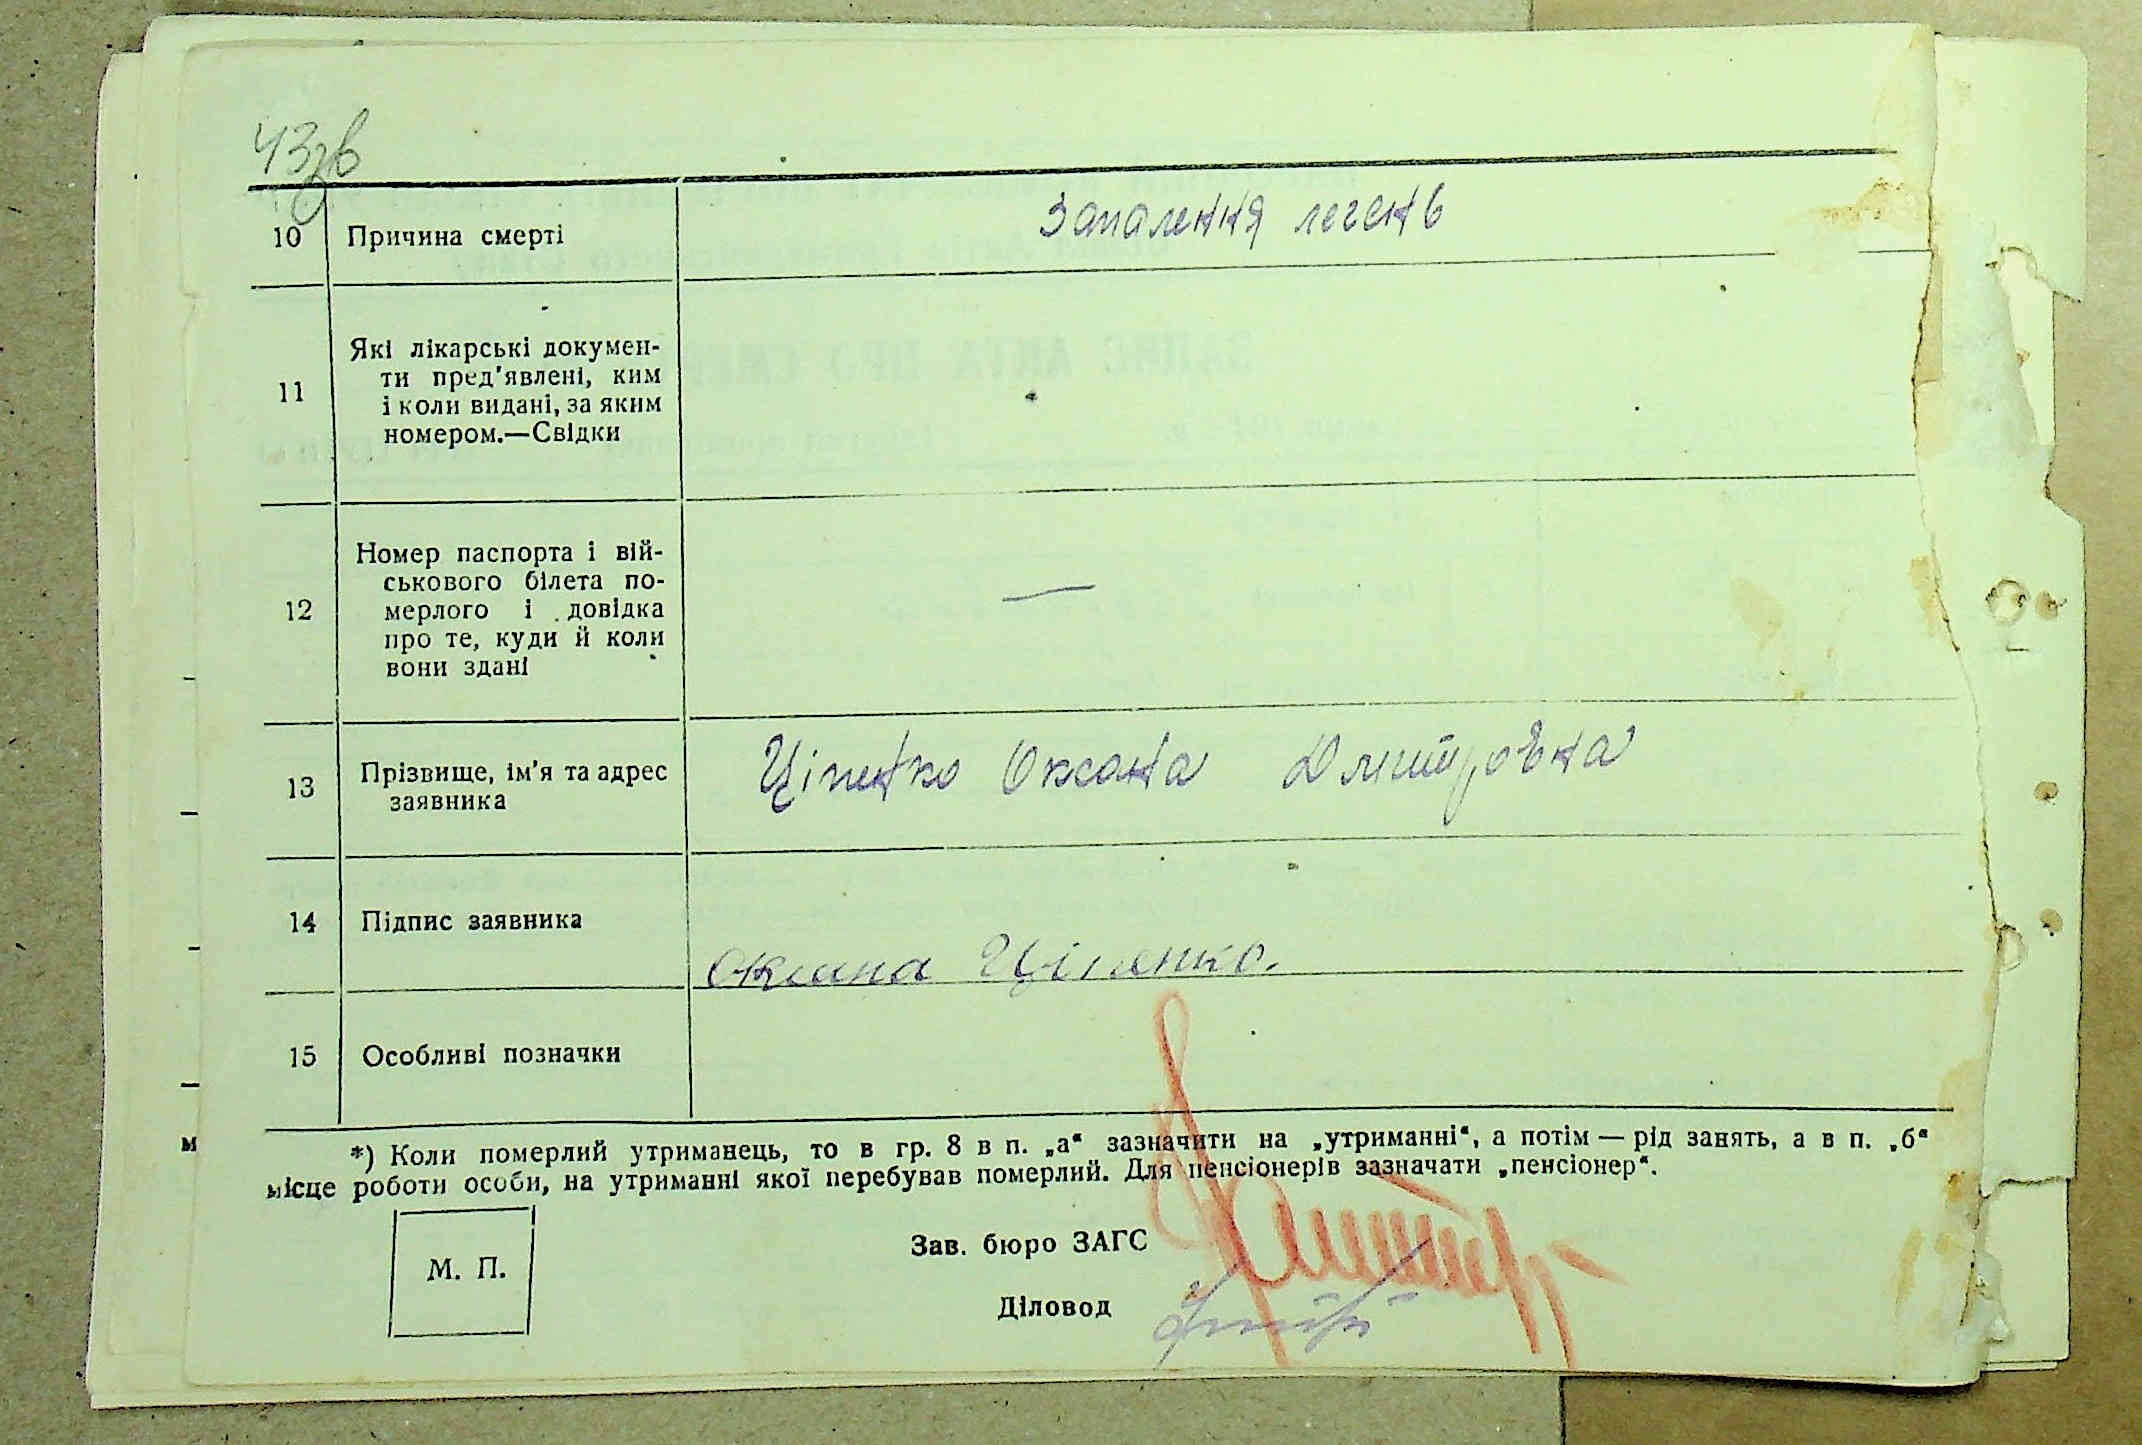 43зв
10 Причина смерті Запалення легень
11 Які лікарські докумен-
ти пред'явлені, ким
і коли видані, за яким
номером.—Свідки
12 Номер паспорта і вій-
ськового білета по-
мерлого і довідка
про те, куди й коли
вони здані —
13 Прізвище, ім'я та адрес
заявника Ціпенко Оксана Дмитровна
14 Підпис заявника Оксана Ціпенко.
15 Особливі позначки
*) Коли померлий утриманець, то в гр. 8 в п. „а“ зазначити на „утриманні“, а потім — рід занять, а в п. „б“
місце роботи особи, на утриманні якої перебував померлий. Для пенсіонерів зазначати „пенсіонер“.
М. П.
Зав. бюро ЗАГС
Діловод